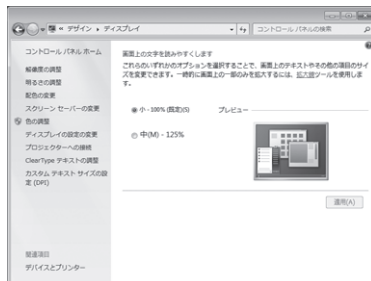 « デザイン ▸ ディスプレイ
コントロール パネルの検索
コントロール パネル ホーム
解像度の調整
明るさの調整
配色の変更
スクリーン セーバーの変更
色の調整
ディスプレイの設定の変更
プロジェクターへの接続
ClearType テキストの調整
カスタム テキスト サイズの設
定 (DPI)
関連項目
デバイスとプリンター
画面上の文字を読みやすくします
これらのいずれかのオプションを選択することで、画面上のテキストやその他の項目のサイ
ズを変更できます。一時的に画面上の一部のみを拡大するには、拡大鏡ツールを使用しま
す。
小 - 100% (既定)(S)
プレビュー
中(M) - 125%
適用(A)